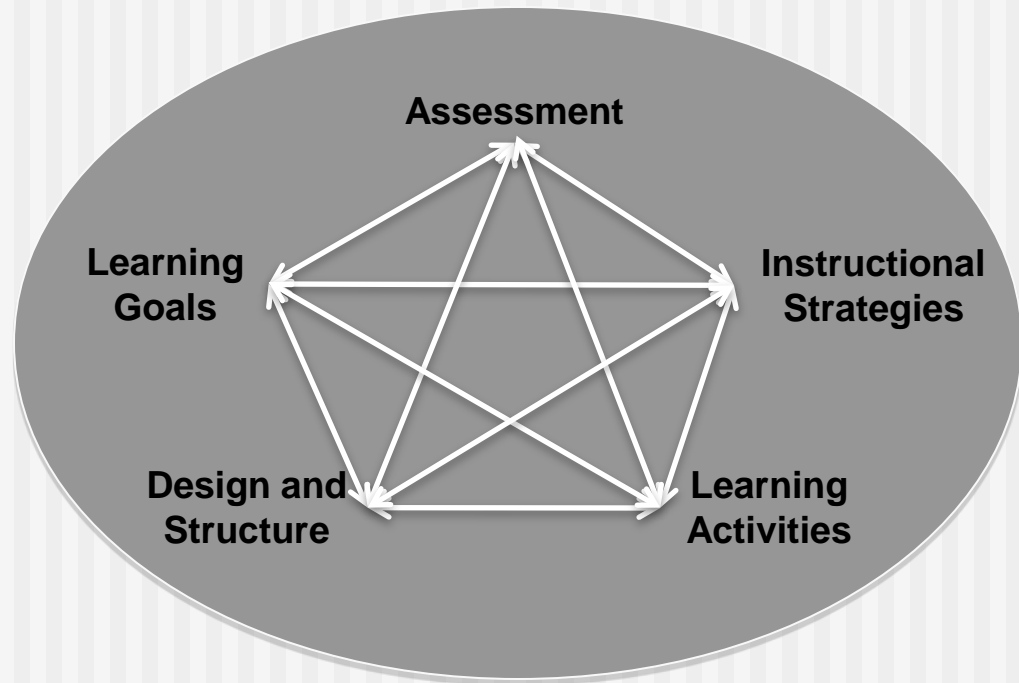 Assessment
Learning
Goals
Instructional
Strategies
Design and
Structure
Learning
Activities